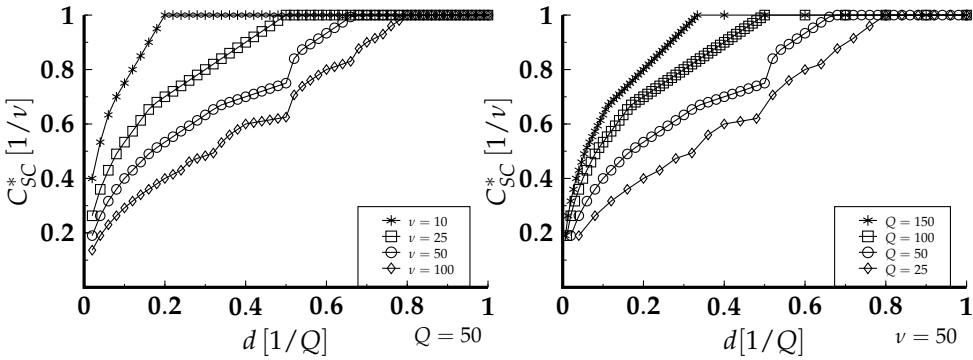 1
0.8
0.6
0.4
0.2
C*SC [1/ν]
ν = 10
ν = 25
ν = 50
ν = 100
0 0.2 0.4 0.6 0.8 1
d [1/Q]
Q = 50
1
0.8
0.6
0.4
0.2
C*SC [1/ν]
Q = 150
Q = 100
Q = 50
Q = 25
0 0.2 0.4 0.6 0.8 1
d [1/Q]
ν = 50